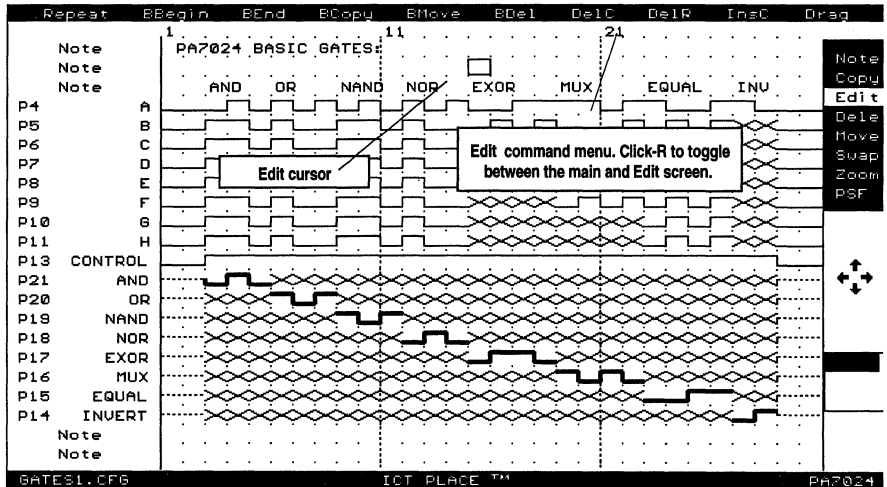 Repeat BBegin BEnd BCopy BMove BDel DelC DelR InsC Drag
1 11 21
Note PA7024 BASIC GATES:
Note
Note AND OR NAND NOR EXOR MUX EQUAL INV
Note
Copy
Edit
Dele
Move
Swap
Zoom
PSF
P4 A
P5 B
P6 C
P7 D
P8 E
P9 F
P10 G
P11 H
P13 CONTROL
P21 AND
P20 OR
P19 NAND
P18 NOR
P17 EXOR
P16 MUX
P15 EQUAL
P14 INVERT
Note
Note
Edit cursor
Edit command menu. Click-R to toggle
between the main and Edit screen.
GATES1.CFG ICT PLACE ™ PA7024